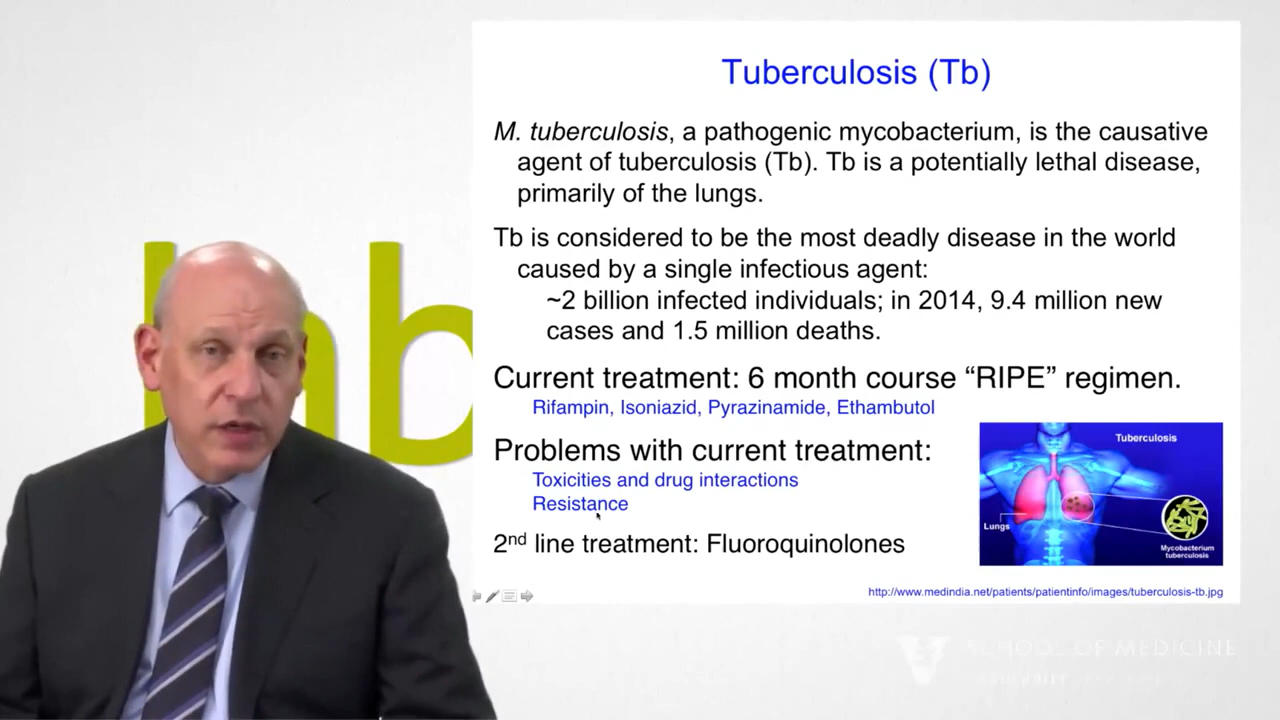 Tuberculosis (Tb)
M. tuberculosis, a pathogenic mycobacterium, is the causative
agent of tuberculosis (Tb). Tb is a potentially lethal disease,
primarily of the lungs.
Tb is considered to be the most deadly disease in the world
caused by a single infectious agent:
~2 billion infected individuals; in 2014, 9.4 million new
cases and 1.5 million deaths.
Current treatment: 6 month course “RIPE” regimen.
Rifampin, Isoniazid, Pyrazinamide, Ethambutol
Problems with current treatment:
Toxicities and drug interactions
Resistance
2nd line treatment: Fluoroquinolones
Tuberculosis
Lungs
Mycobacterium
tuberculosis
http://www.medindia.net/patients/patientinfo/images/tuberculosis-tb.jpg
SCHOOL OF MEDICINE